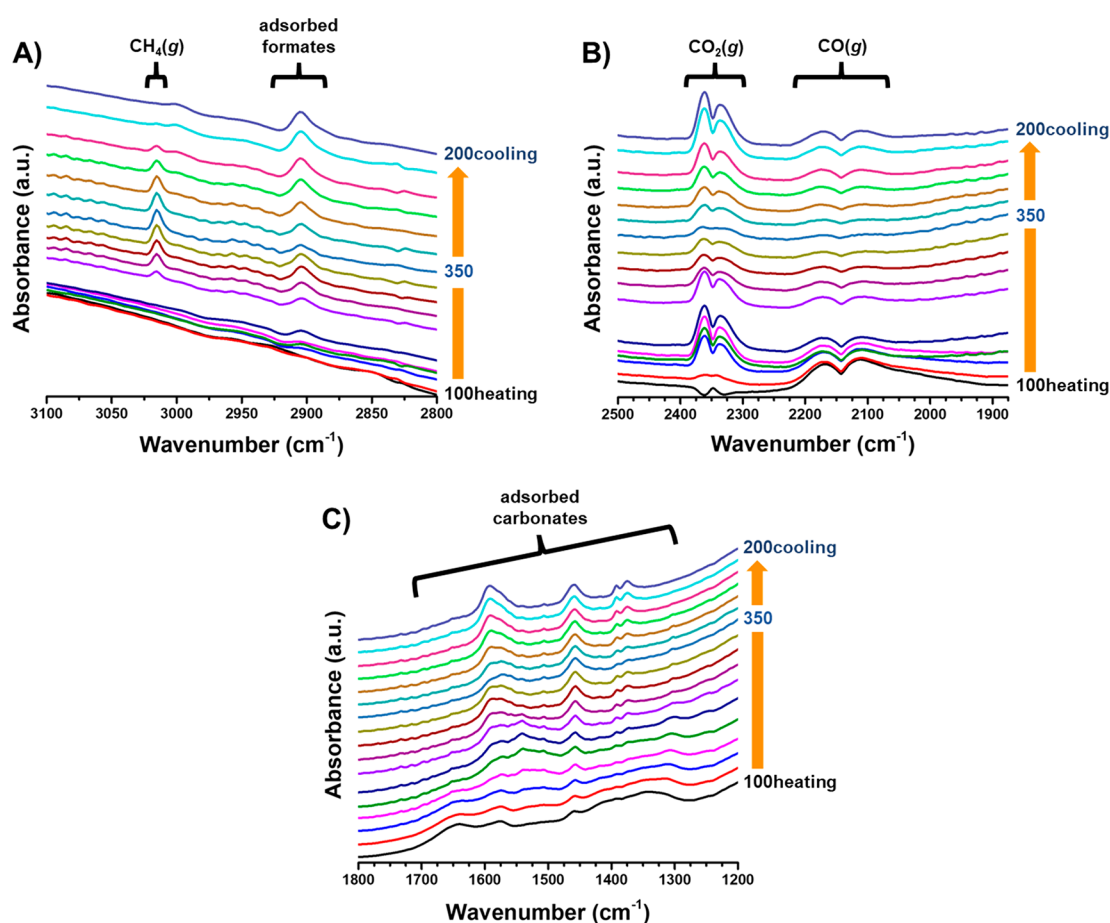 A)
CH₄(g)
adsorbed
formates
Absorbance (a.u.)
200cooling
350
100heating
3100 3050 3000 2950 2900 2850 2800
Wavenumber (cm⁻¹)
B)
CO₂(g)
CO(g)
Absorbance (a.u.)
200cooling
350
100heating
2500 2400 2300 2200 2100 2000 1900
Wavenumber (cm⁻¹)
C)
adsorbed
carbonates
Absorbance (a.u.)
200cooling
350
100heating
1800 1700 1600 1500 1400 1300 1200
Wavenumber (cm⁻¹)